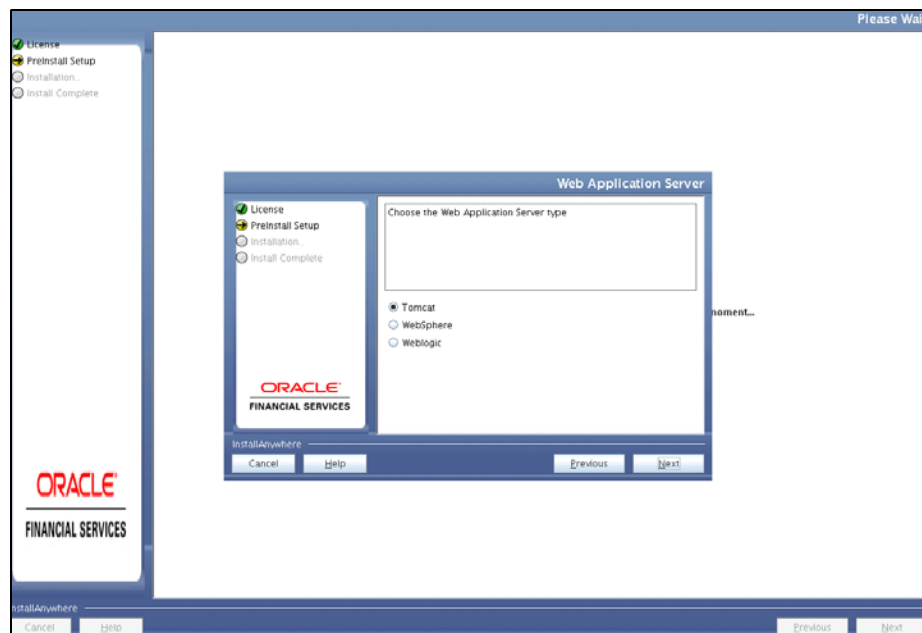 Please Wai
License
PreInstall Setup
Installation..
Install Complete
Web Application Server
License
PreInstall Setup
Installation..
Install Complete
Choose the Web Application Server type
Tomcat
WebSphere
Weblogic
moment...
ORACLE
FINANCIAL SERVICES
InstallAnywhere
Cancel
Help
Previous
Next
ORACLE
FINANCIAL SERVICES
nstallAnywhere
Cancel
Help
Previous
Next